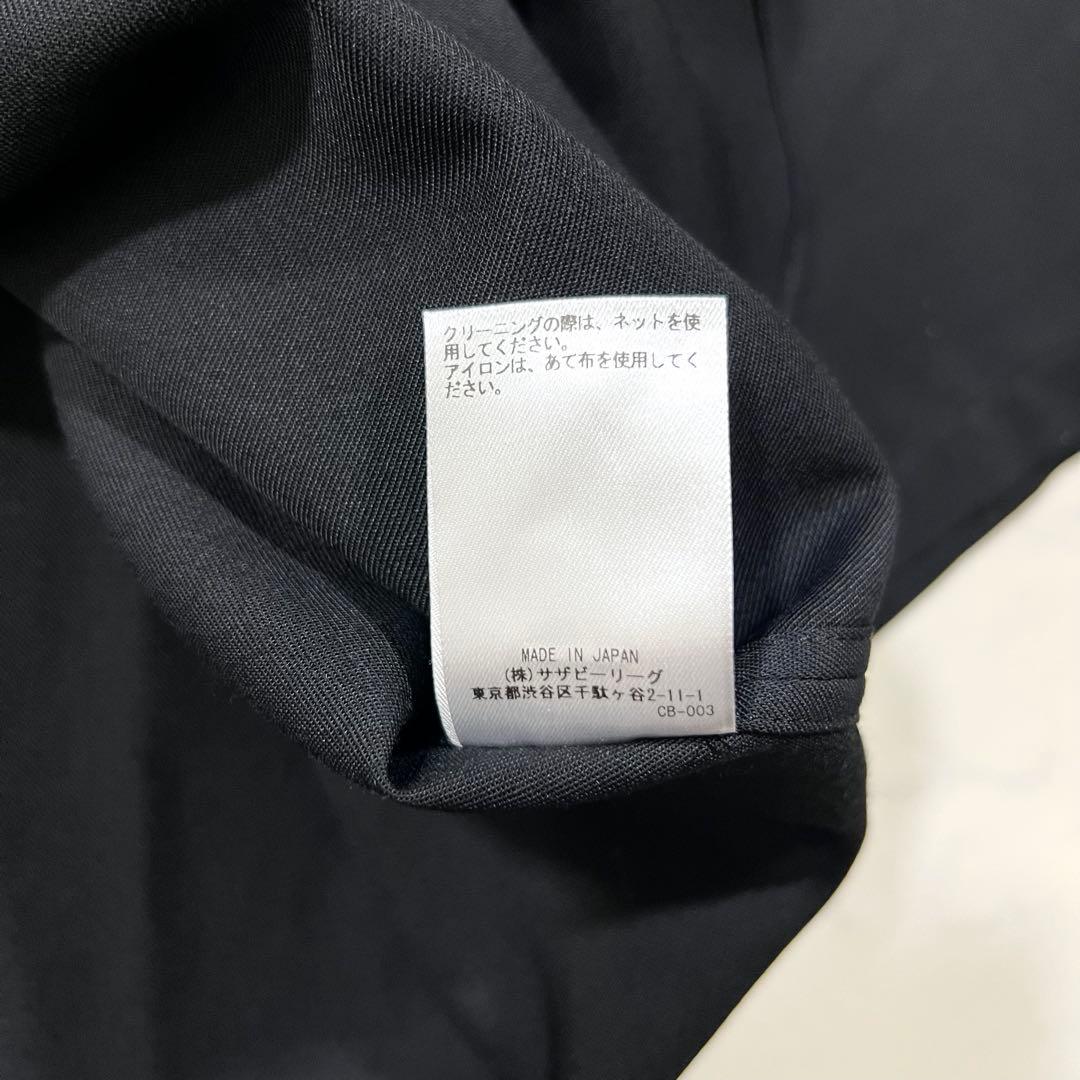 クリーニングの際は、ネットを使
用してください。
アイロンは、あて布を使用してく
ださい。
MADE IN JAPAN
(株)サザビーリーグ
東京都渋谷区千駄ヶ谷2-11-1
CB-003